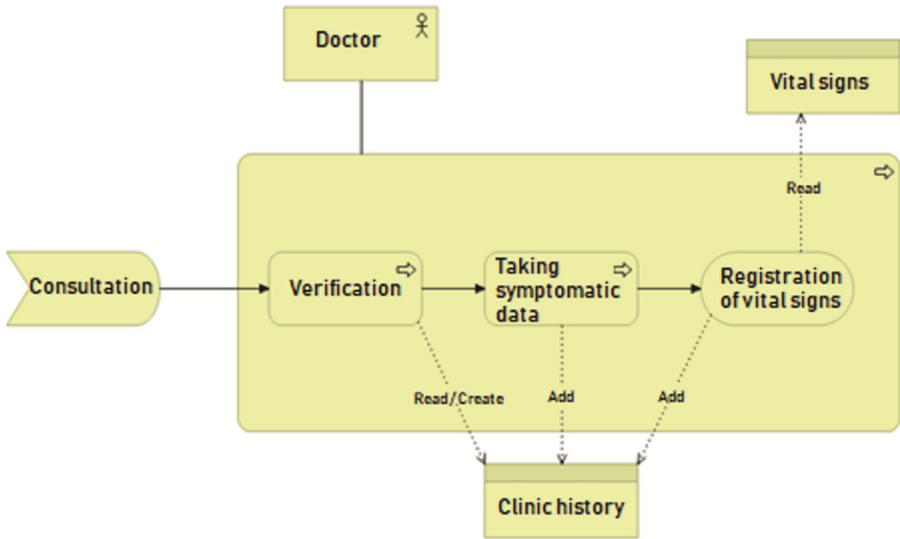 Doctor
Vital signs
Read
Consultation
Verification
Taking
symptomatic
data
Registration
of vital signs
Read/Create
Add
Add
Clinic history